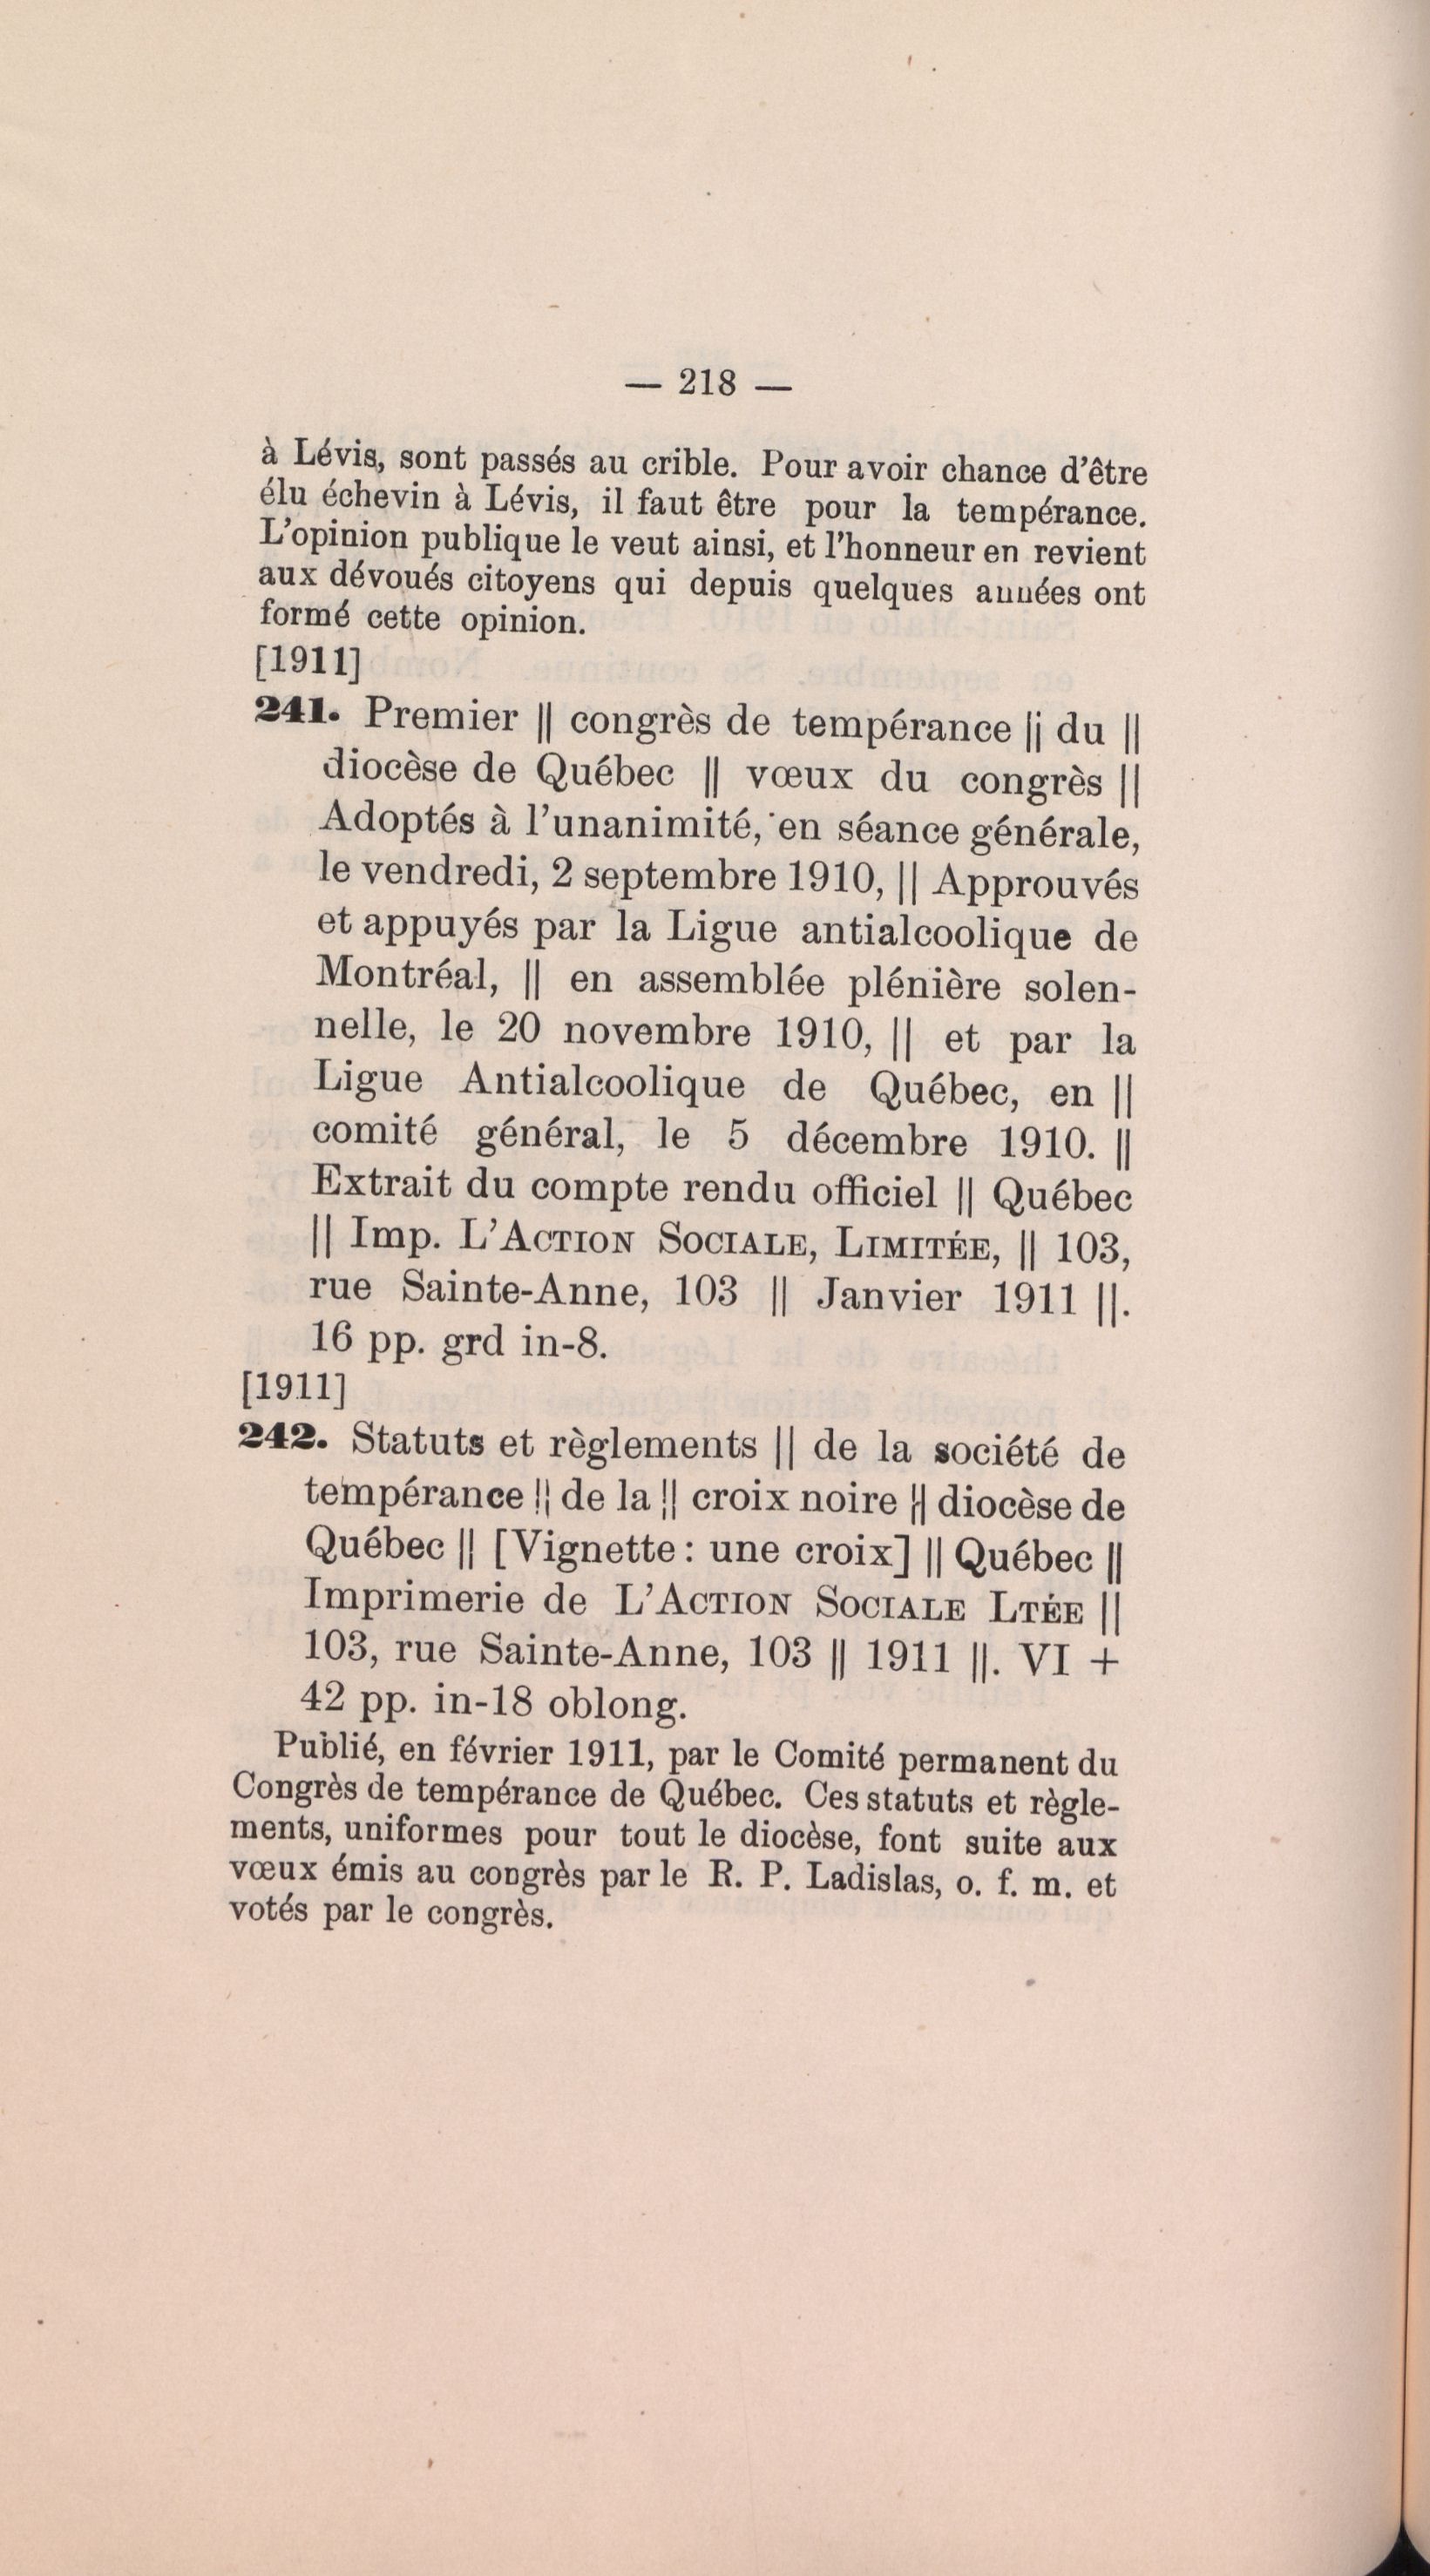 — 218 —
à Lévis, sont passés au crible. Pour avoir chance d'être
élu échevin à Lévis, il faut être pour la tempérance.
L'opinion publique le veut ainsi, et l'honneur en revient
aux dévoués citoyens qui depuis quelques années ont
formé cette opinion.
[1911]
241. Premier || congrès de tempérance || du ||
diocèse de Québec || vœux du congrès ||
Adoptés à l'unanimité, en séance générale,
le vendredi, 2 septembre 1910, || Approuvés
et appuyés par la Ligue antialcoolique de
Montréal, || en assemblée plénière solen-
nelle, le 20 novembre 1910, || et par la
Ligue Antialcoolique de Québec, en ||
comité général, le 5 décembre 1910. ||
Extrait du compte rendu officiel || Québec
|| Imp. L'ACTION SOCIALE, LIMITÉE, || 103,
rue Sainte-Anne, 103 || Janvier 1911 ||.
16 pp. grd in-8.
[1911]
242. Statuts et règlements || de la société de
tempérance || de la || croix noire || diocèse de
Québec || [Vignette : une croix] || Québec ||
Imprimerie de L'ACTION SOCIALE LTÉE ||
103, rue Sainte-Anne, 103 || 1911 ||. VI +
42 pp. in-18 oblong.
Publié, en février 1911, par le Comité permanent du
Congrès de tempérance de Québec. Ces statuts et règle-
ments, uniformes pour tout le diocèse, font suite aux
vœux émis au congrès par le R. P. Ladislas, o. f. m. et
votés par le congrès.